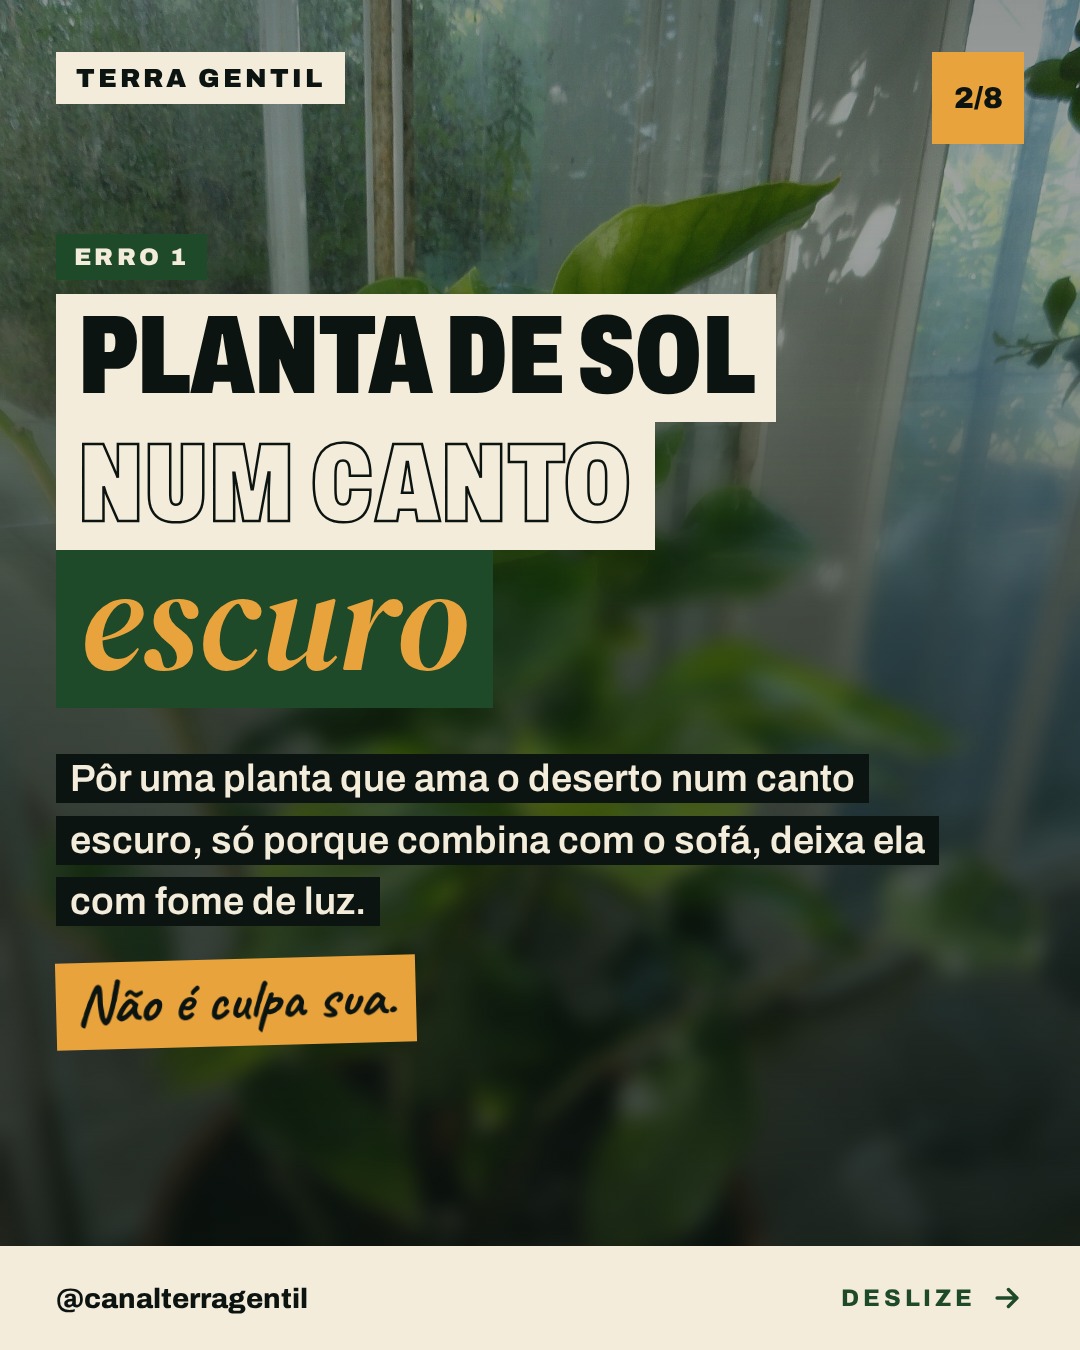 TERRA GENTIL
2/8
ERRO 1
PLANTA DE SOL
NUM CANTO
escuro
Pôr uma planta que ama o deserto num canto
escuro, só porque combina com o sofá, deixa ela
com fome de luz.
Não é culpa sua.
@canalterragentil
DESLIZE →